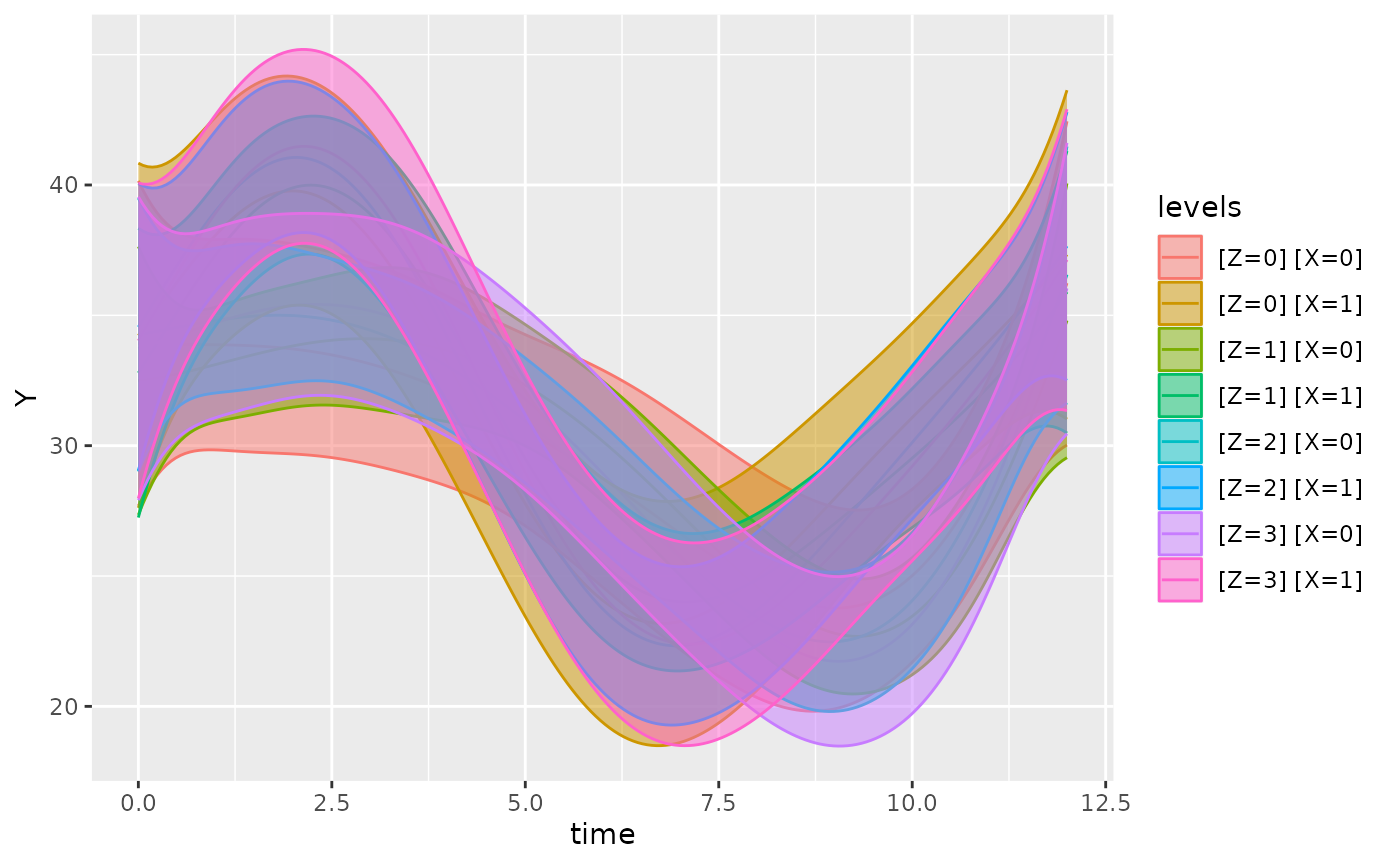 40
30
20
Y
0.0 2.5 5.0 7.5 10.0 12.5
time
levels
[Z=0] [X=0]
[Z=0] [X=1]
[Z=1] [X=0]
[Z=1] [X=1]
[Z=2] [X=0]
[Z=2] [X=1]
[Z=3] [X=0]
[Z=3] [X=1]